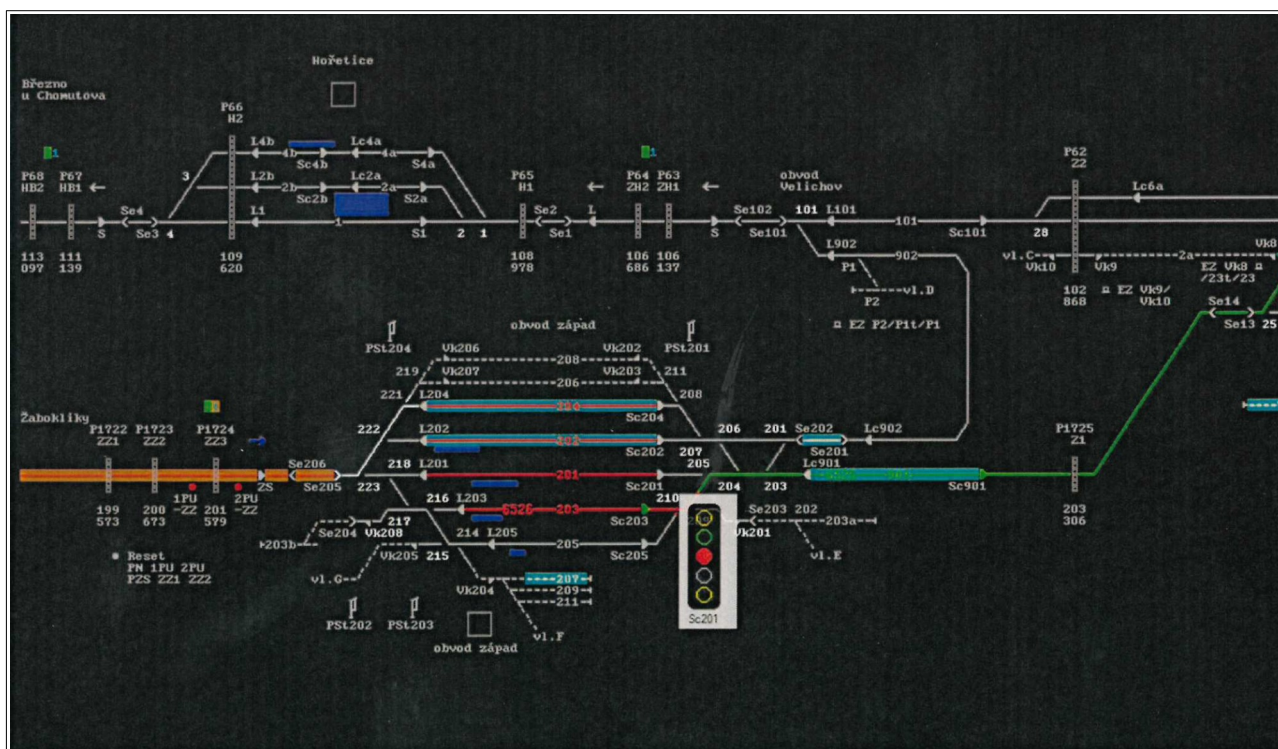 Hořetice
Březno
u Chomutova
P66
H2
L4b
Lc4a
4b
4a
Sc4b
S4a
3
L2b
Lc2a
2b
2a
Sc2b
S2a
P68
HB2
P67
HB1
P65
H1
P64
ZH2
P63
ZH1
obvod
Velichov
P62
Z2
Lc6a
S
Se4
Se3
4
L1
1
S1
2
1
Se2
Se1
L
S
Se102
Se101
101
L101
101
Sc101
28
113
097
111
139
109
620
108
978
106
686
106
137
L902
902
P1
P2
vl.D
¤ EZ P2/P1t/P1
vl.C
Vk10
Vk9
2a
Vk8
EZ Vk8 ¤
/23t/23
102
868
¤ EZ Vk9/
Vk10
Se14
Se13
25
obvod západ
PSt204
PSt201
Vk206
Vk202
208
219
Vk207
Vk203
211
206
221
L204
208
204
Sc204
Žabokliky
P1722
ZZ1
P1723
ZZ2
P1724
ZZ3
222
L202
202
Sc202
207
206
201
Se202
Se201
Lc902
P1725
Z1
ZS
Se206
Se205
218
223
L201
201
Sc201
205
Lc901
Sc901
204
203
1PU
-ZZ
2PU
-ZZ
199
573
200
673
201
579
216
L203
6526
203
Sc203
210
Se203
202
203a
Vk201
vl.E
203
306
203b
Se204
217
Vk208
214
L205
205
Sc205
Reset
PN 1PU 2PU
PZS ZZ1 ZZ2
Vk205
215
vl.G
Vk204
207
209
211
vl.F
PSt202
PSt203
obvod západ
Sc201